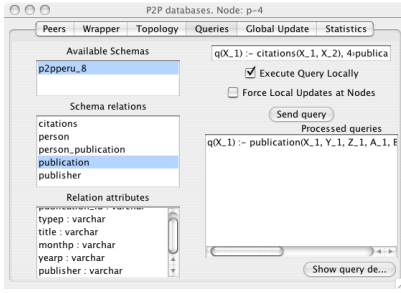 P2P databases. Node: p-4
Peers Wrapper Topology Queries Global Update Statistics
Available Schemas
p2pperu_8
Schema relations
citations
person
person_publication
publication
publisher
Relation attributes
publication_id : varchar
typep : varchar
title : varchar
monthp : varchar
yearp : varchar
publisher : varchar
q(X_1) :- citations(X_1, X_2), 4›publica
Execute Query Locally
Force Local Updates at Nodes
Send query
Processed queries
q(X_1) :- publication(X_1, Y_1, Z_1, A_1, B
Show query de...